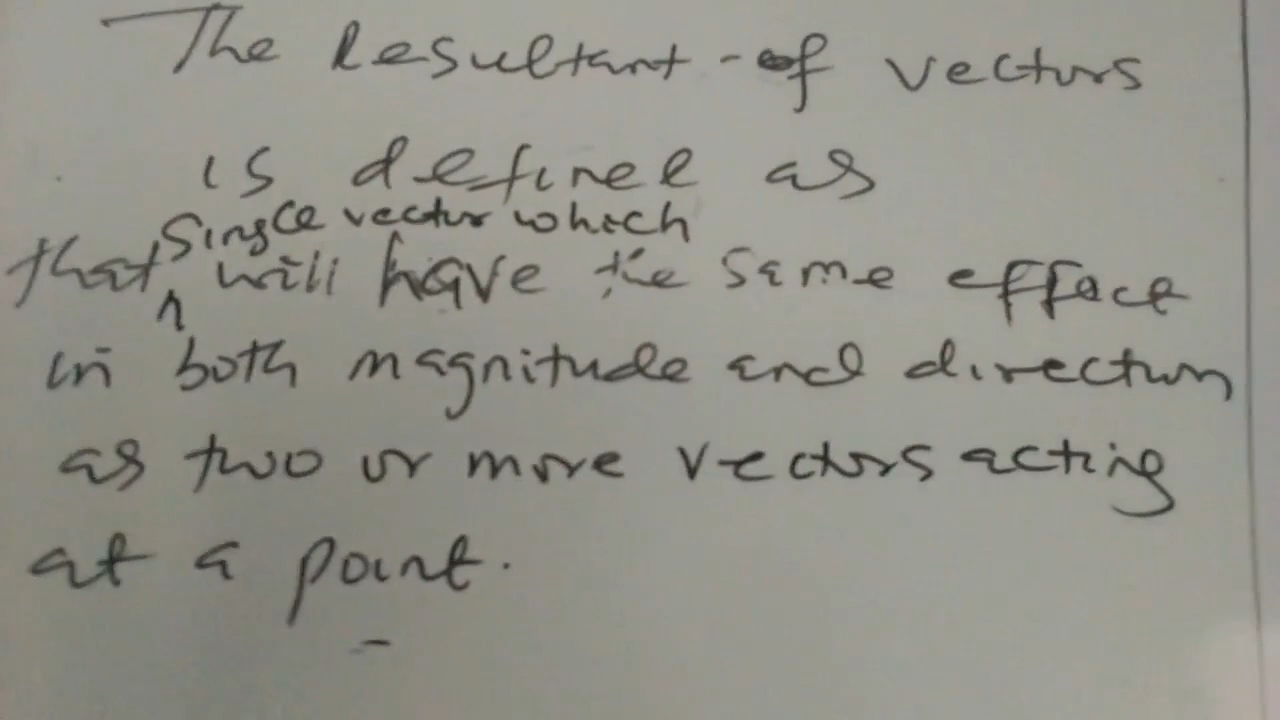 The Resultant of vectors
is defined as
single vector which
that ^ will have the same effect
in both magnitude and direction
as two or more vectors acting
at a point.